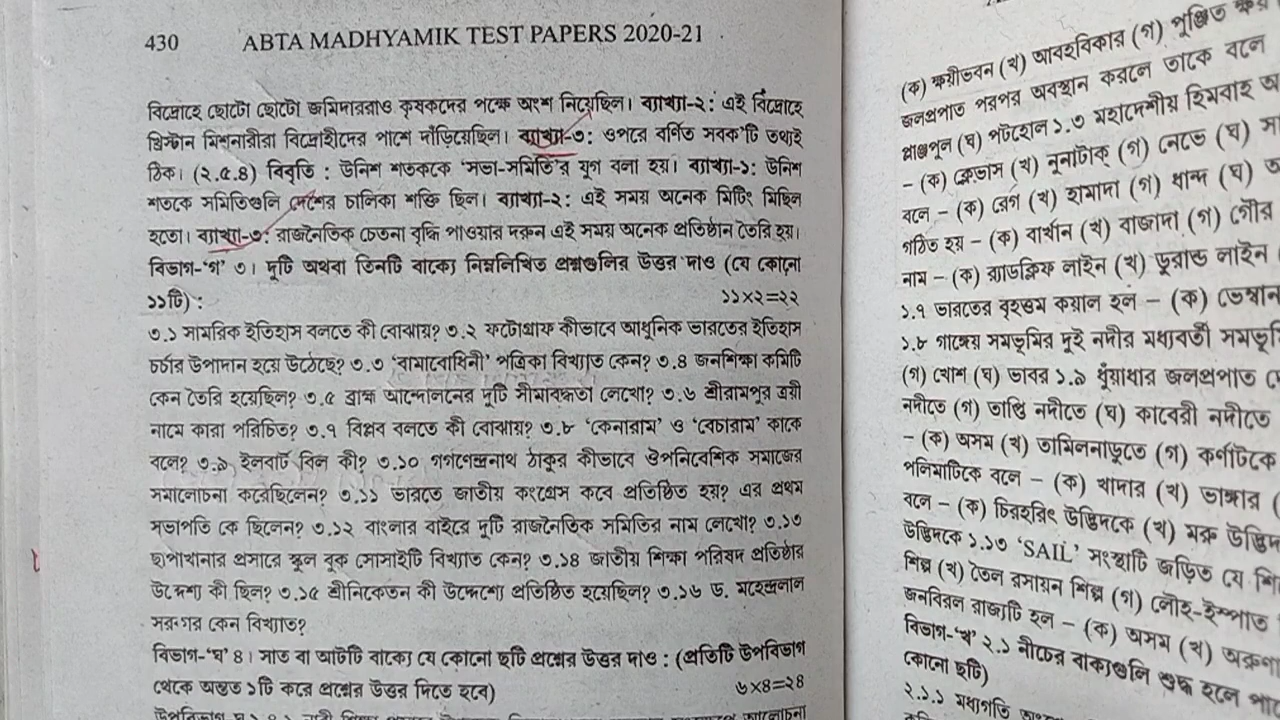 430 ABTA MADHYAMIK TEST PAPERS 2020-21
বিদ্রোহে ছোটো ছোটো জমিদাররাও কৃষকদের পক্ষে অংশ নিয়েছিল। ব্যাখ্যা-২: এই বিদ্রোহে
খ্রিস্টান মিশনারীরা বিদ্রোহীদের পাশে দাঁড়িয়েছিল। ব্যাখ্যা-৩: ওপরে বর্ণিত সবক'টি তথ্যই
ঠিক। (২.৫.৪) বিবৃতি : উনিশ শতককে 'সভা-সমিতি'র যুগ বলা হয়। ব্যাখ্যা-১: উনিশ
শতকে সমিতিগুলি দেশের চালিকা শক্তি ছিল। ব্যাখ্যা-২: এই সময় অনেক মিটিং মিছিল
হতো। ব্যাখ্যা-৩: রাজনৈতিক চেতনা বৃদ্ধি পাওয়ার দরুন এই সময় অনেক প্রতিষ্ঠান তৈরি হয়।
বিভাগ-'গ' ৩। দুটি অথবা তিনটি বাক্যে নিম্নলিখিত প্রশ্নগুলির উত্তর দাও (যে কোনো
১১টি) : ১১×২=২২
৩.১ সামরিক ইতিহাস বলতে কী বোঝায়? ৩.২ ফটোগ্রাফ কীভাবে আধুনিক ভারতের ইতিহাস
চর্চার উপাদান হয়ে উঠেছে? ৩.৩ 'বামাবোধিনী' পত্রিকা বিখ্যাত কেন? ৩.৪ জনশিক্ষা কমিটি
কেন তৈরি হয়েছিল? ৩.৫ ব্রাহ্ম আন্দোলনের দুটি সীমাবদ্ধতা লেখো? ৩.৬ শ্রীরামপুর ত্রয়ী
নামে কারা পরিচিত? ৩.৭ বিপ্লব বলতে কী বোঝায়? ৩.৮ 'কেনারাম' ও 'বেচারাম' কাকে
বলে? ৩.৯ ইলবার্ট বিল কী? ৩.১০ গগণেন্দ্রনাথ ঠাকুর কীভাবে ঔপনিবেশিক সমাজের
সমালোচনা করেছিলেন? ৩.১১ ভারতে জাতীয় কংগ্রেস কবে প্রতিষ্ঠিত হয়? এর প্রথম
সভাপতি কে ছিলেন? ৩.১২ বাংলার বাইরে দুটি রাজনৈতিক সমিতির নাম লেখো? ৩.১৩
ছাপাখানার প্রসারে স্কুল বুক সোসাইটি বিখ্যাত কেন? ৩.১৪ জাতীয় শিক্ষা পরিষদ প্রতিষ্ঠার
উদ্দেশ্য কী ছিল? ৩.১৫ শ্রীনিকেতন কী উদ্দেশ্যে প্রতিষ্ঠিত হয়েছিল? ৩.১৬ ড. মহেন্দ্রলাল
সরকার কেন বিখ্যাত?
বিভাগ-'ঘ' ৪। সাত বা আটটি বাক্যে যে কোনো ছটি প্রশ্নের উত্তর দাও : (প্রতিটি উপবিভাগ
থেকে অন্তত ১টি করে প্রশ্নের উত্তর দিতে হবে) ৬×৪=২৪
(ক) ক্ষয়ীভবন (খ) আবহবিকার (গ) পুঞ্জিত ক্ষয়
জলপ্রপাত পরপর অবস্থান করলে তাকে বলে
প্রাঞ্জপুল (ঘ) পটহোল ১.৩ মহাদেশীয় হিমবাহ
– (ক) ক্রেভাস (খ) নুনাটাক্ (গ) নেভে (ঘ)
বলে – (ক) রেগ (খ) হামাদা (গ) ধান্দ (ঘ)
গঠিত হয় – (ক) বার্খান (খ) বাজাদা (গ) গৌর
নাম – (ক) র‍্যাডক্লিফ লাইন (খ) ডুরান্ড লাইন
১.৭ ভারতের বৃহত্তম কয়াল হল – (ক)
১.৮ গাঙ্গেয় সমভূমির দুই নদীর মধ্যবর্তী
(গ) খোশ (ঘ) ভাবর ১.৯ ধুঁয়াধার জলপ্রপাত
নদীতে (গ) তাপ্তি নদীতে (ঘ) কাবেরী নদীতে
– (ক) অসম (খ) তামিলনাড়ুতে (গ) কর্ণাটকে
পলিমাটিকে বলে – (ক) খাদার (খ) ভাঙ্গার
বলে – (ক) চিরহরিৎ উদ্ভিদকে (খ) মরু
উদ্ভিদকে ১.১৩ 'SAIL' সংস্থাটি জড়িত যে
শিল্প (খ) তৈল রসায়ন শিল্প (গ) লৌহ-ইস্পাত
জনবিরল রাজ্যটি হল – (ক) অসম (খ)
বিভাগ-'খ' ২.১ নীচের বাক্যগুলি শুদ্ধ হলে
কোনো ছটি)
২.১.১